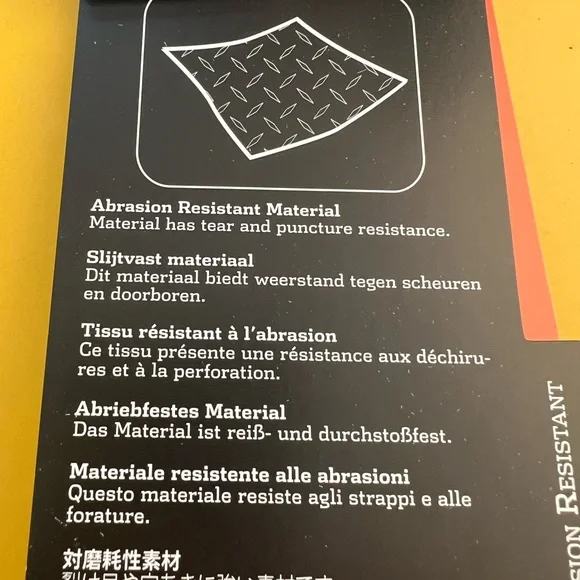 Abrasion Resistant Material
Material has tear and puncture resistance.
Slijtvast materiaal
Dit materiaal biedt weerstand tegen scheuren
en doorboren.
Tissu résistant à l'abrasion
Ce tissu présente une résistance aux déchiru-
res et à la perforation.
Abriebfestes Material
Das Material ist reiß- und durchstoßfest.
Materiale resistente alle abrasioni
Questo materiale resiste agli strappi e alle
forature.
対磨耗性素材
RESISTANT